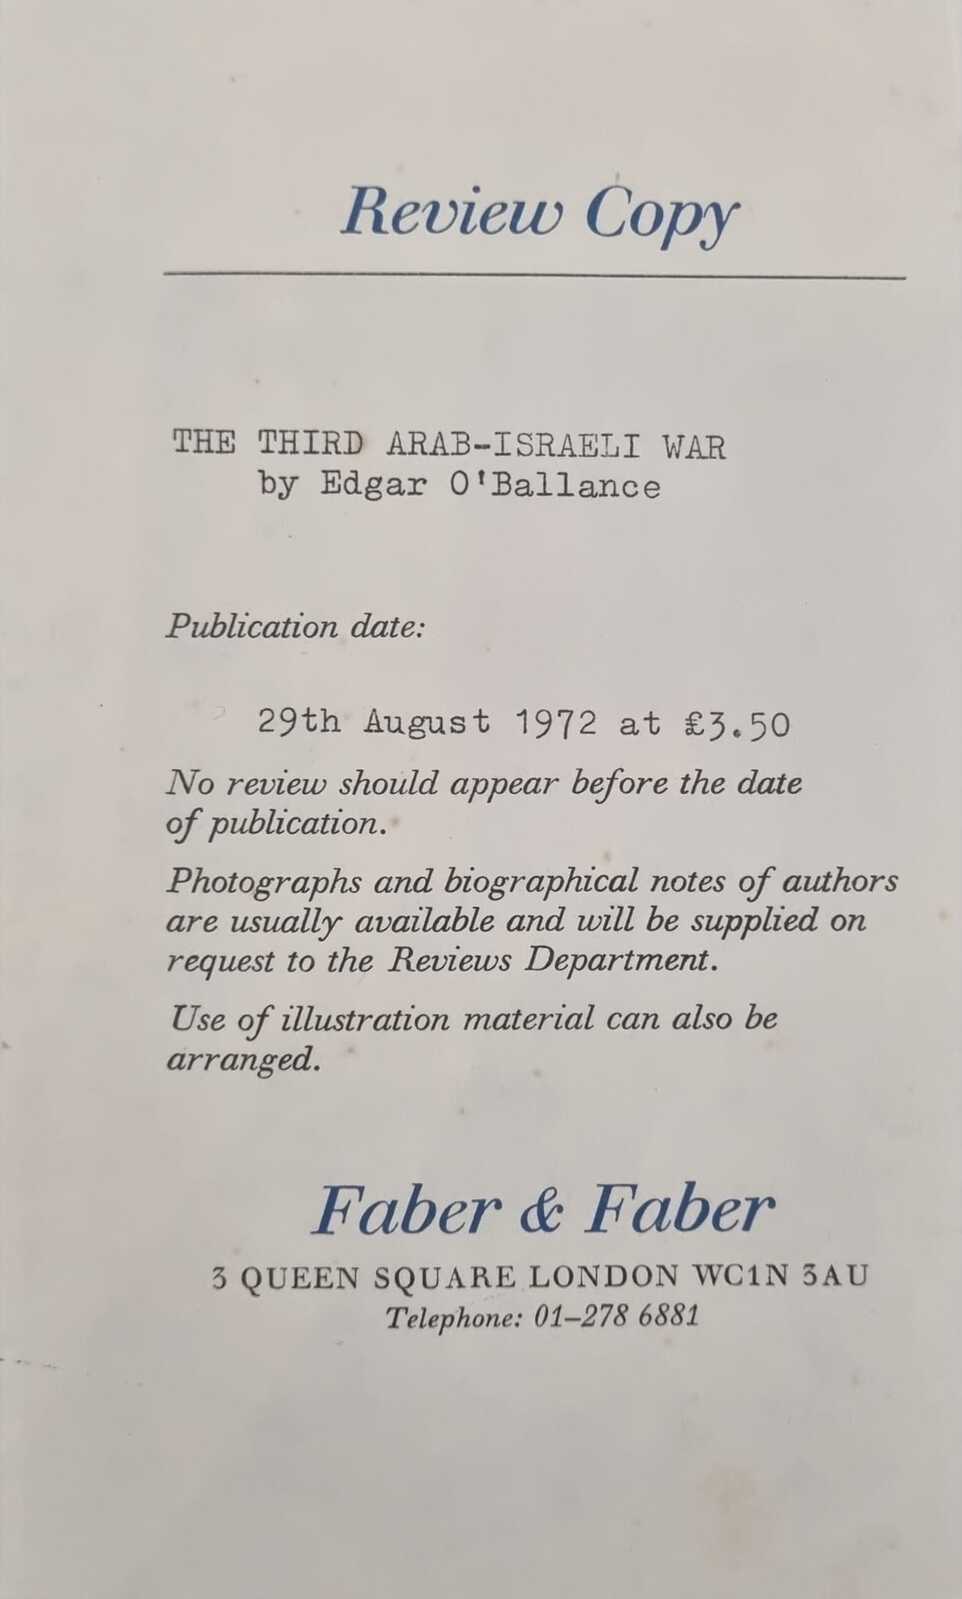 Review Copy
THE THIRD ARAB-ISRAELI WAR
by Edgar O'Ballance
Publication date:
29th August 1972 at £3.50
No review should appear before the date
of publication.
Photographs and biographical notes of authors
are usually available and will be supplied on
request to the Reviews Department.
Use of illustration material can also be
arranged.
Faber & Faber
3 QUEEN SQUARE LONDON WC1N 3AU
Telephone: 01–278 6881